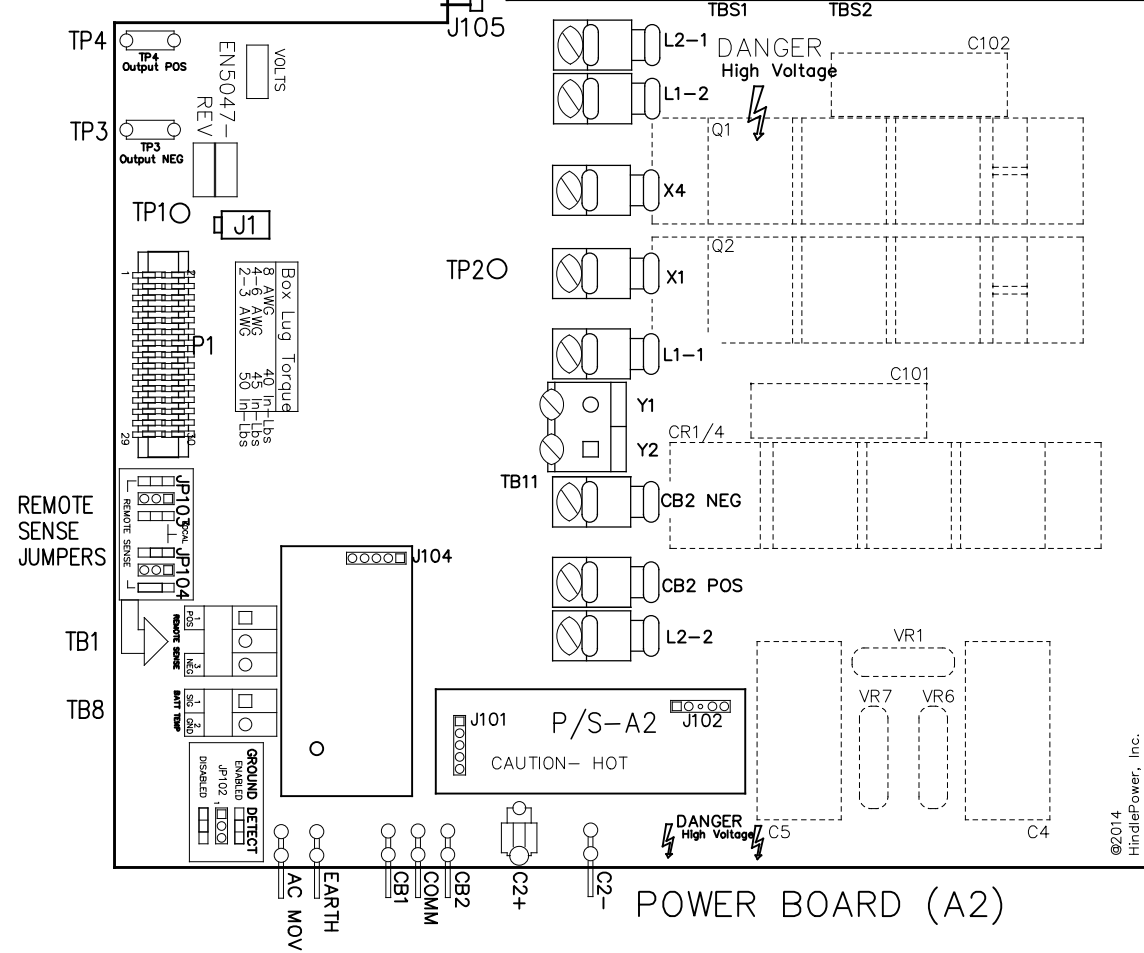 TBS1
TBS2
J105
TP4
TP4
Output POS
EN5047-
REV
VOLTS
L2-1
DANGER
High Voltage
C102
L1-2
TP3
TP3
Output NEG
Q1
X4
TP1
J1
TP2
Q2
X1
1
2
P1
29
30
Box Lug Torque
8 AWG 40 In-Lbs
4-6 AWG 45 In-Lbs
2-3 AWG 50 In-Lbs
L1-1
C101
Y1
Y2
CR1/4
TB11
CB2 NEG
REMOTE
SENSE
JUMPERS
JP103
LOCAL
REMOTE SENSE
JP104
J104
CB2 POS
L2-2
TB1
REMOTE SENSE
POS
1
NEG
3
TB8
BATT TEMP
SIG
1
GND
2
VR1
VR7
VR6
J101
P/S-A2
J102
CAUTION- HOT
GROUND DETECT
ENABLED
JP102
1
DISABLED
DANGER
High Voltage
C5
C4
©2014
HindlePower, Inc.
AC MOV
EARTH
CB1
COMM
CB2
C2+
C2-
POWER BOARD (A2)